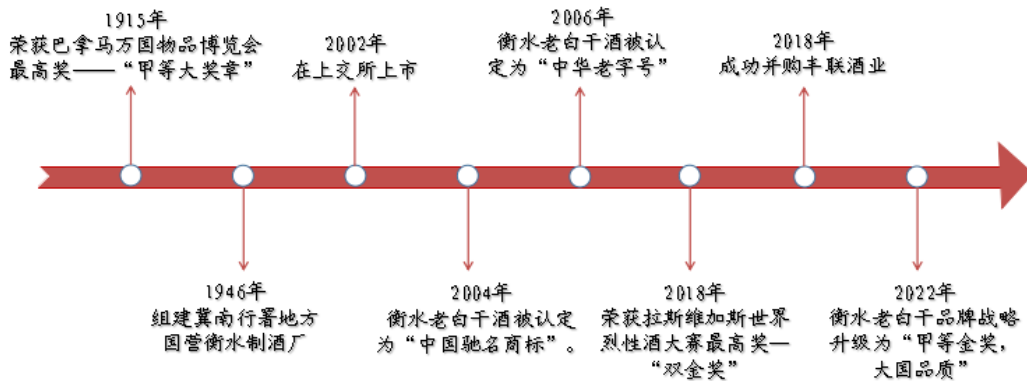 1915年
荣获巴拿马万国物品博览会
最高奖——“甲等大奖章”
1946年
组建冀南行署地方
国营衡水制酒厂
2002年
在上交所上市
2004年
衡水老白干酒被认定
为“中国驰名商标”。
2006年
衡水老白干酒被认
定为“中华老字号”
2018年
荣获拉斯维加斯世界
烈性酒大赛最高奖—
“双金奖”
2018年
成功并购丰联酒业
2022年
衡水老白干品牌战略
升级为“甲等金奖，
大国品质”